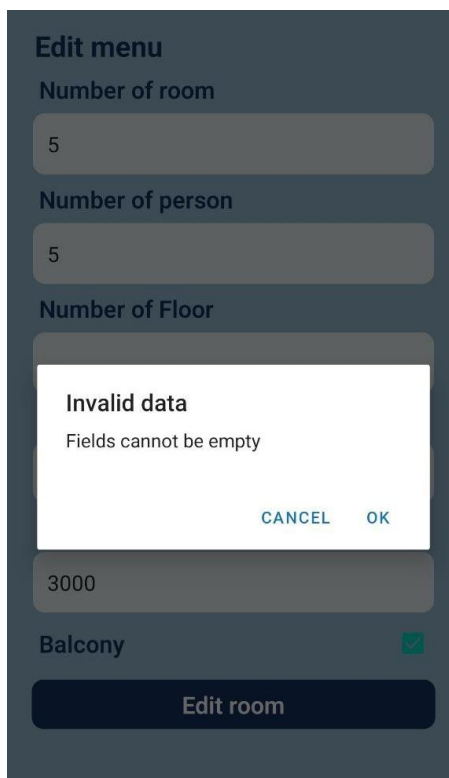 Edit menu
Number of room
5
Number of person
5
Number of Floor
Invalid data
Fields cannot be empty
CANCEL OK
3000
Balcony
Edit room